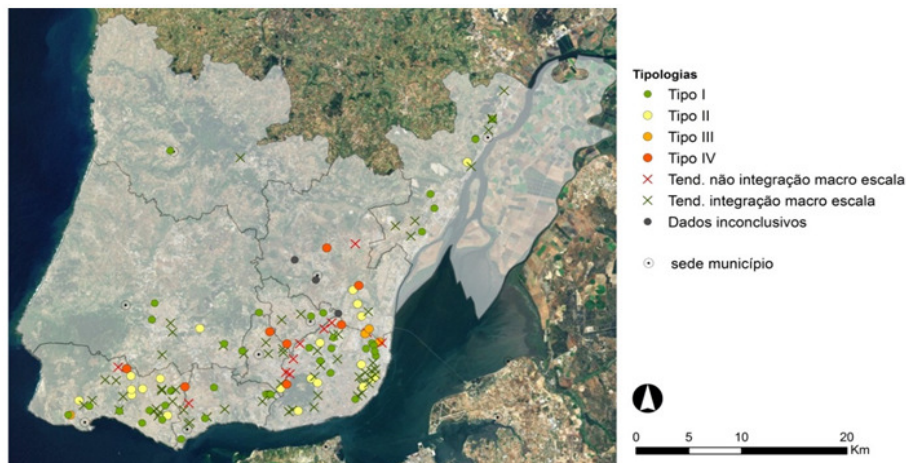 Tipologias
Tipo I
Tipo II
Tipo III
Tipo IV
Tend. não integração macro escala
Tend. integração macro escala
Dados inconclusivos
sede município
0 5 10 20
Km